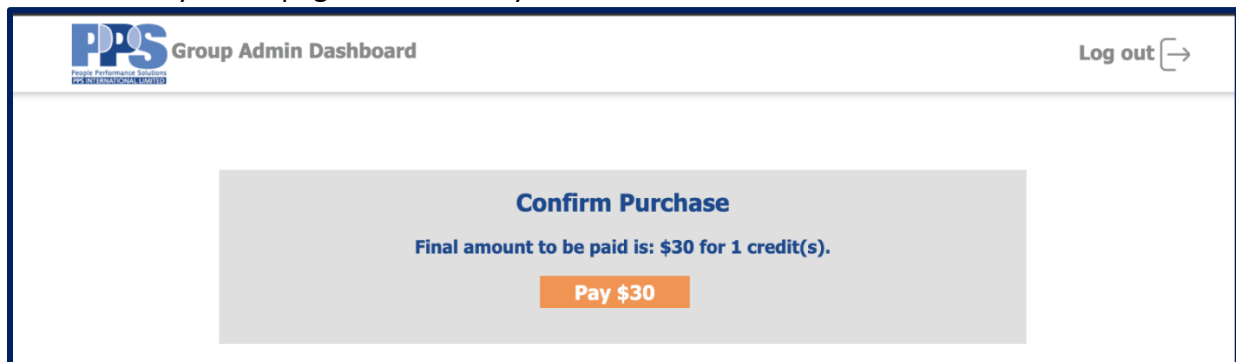 PPS Group Admin Dashboard
People Performance Solutions
PPS INTERNATIONAL LIMITED
Log out
Confirm Purchase
Final amount to be paid is: $30 for 1 credit(s).
Pay $30